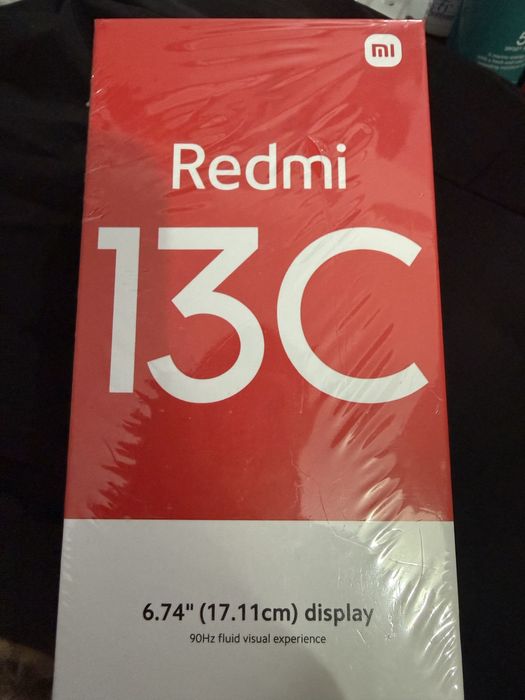 mi
Redmi
13C
6.74" (17.11cm) display
90Hz fluid visual experience